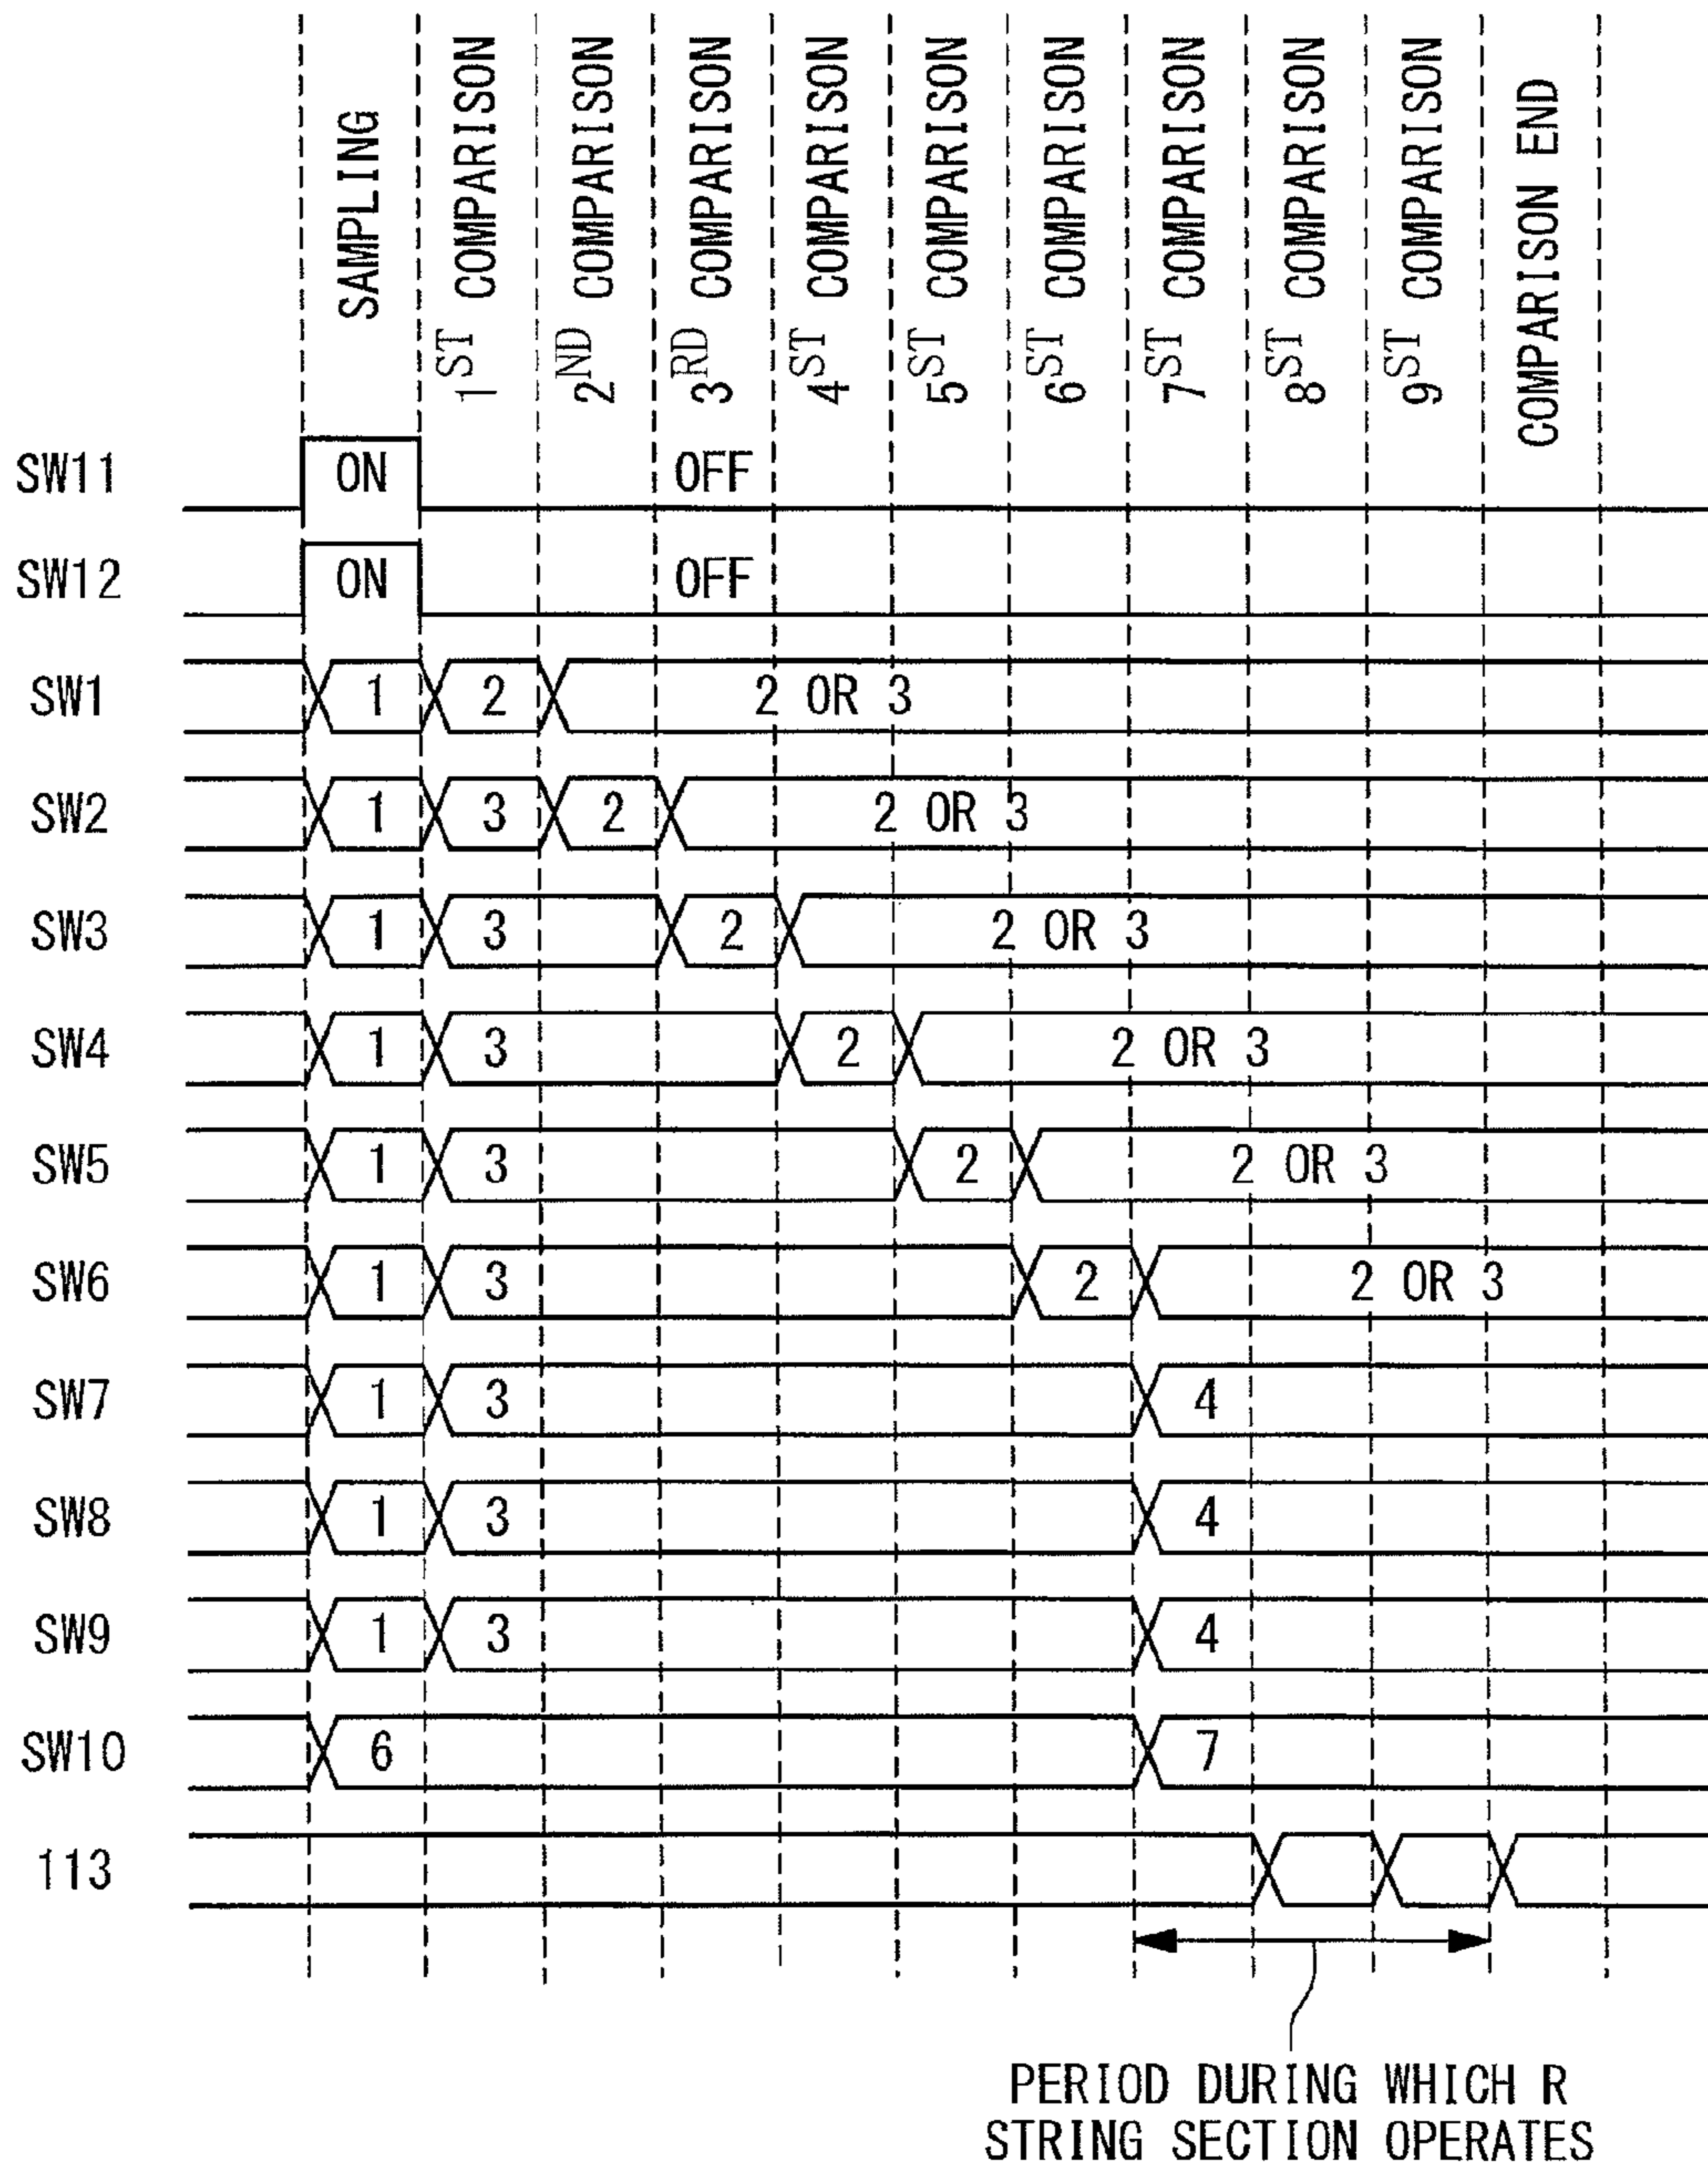 SAMPLING
1ST COMPARISON
2ND COMPARISON
3RD COMPARISON
4ST COMPARISON
5ST COMPARISON
6ST COMPARISON
7ST COMPARISON
8ST COMPARISON
9ST COMPARISON
COMPARISON END
SW11 ON OFF
SW12 ON OFF
SW1 1 2 2 OR 3
SW2 1 3 2 2 OR 3
SW3 1 3 2 2 OR 3
SW4 1 3 2 2 OR 3
SW5 1 3 2 2 OR 3
SW6 1 3 2 2 OR 3
SW7 1 3 4
SW8 1 3 4
SW9 1 3 4
SW10 6 7
113
PERIOD DURING WHICH R
STRING SECTION OPERATES